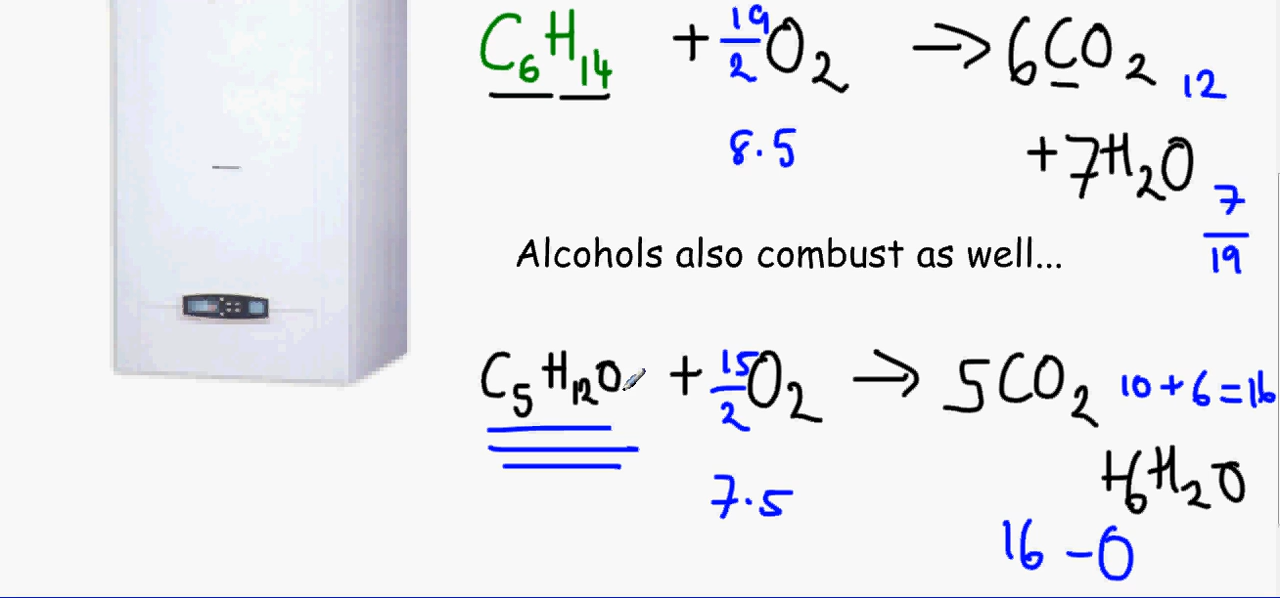 C₆H₁₄ + 19/2 O₂ → 6CO₂ 12
8.5
+7H₂O
7/19
Alcohols also combust as well...
C₅H₁₂O + 15/2 O₂ → 5CO₂ 10+6=16
+6H₂O
7.5
16 - O